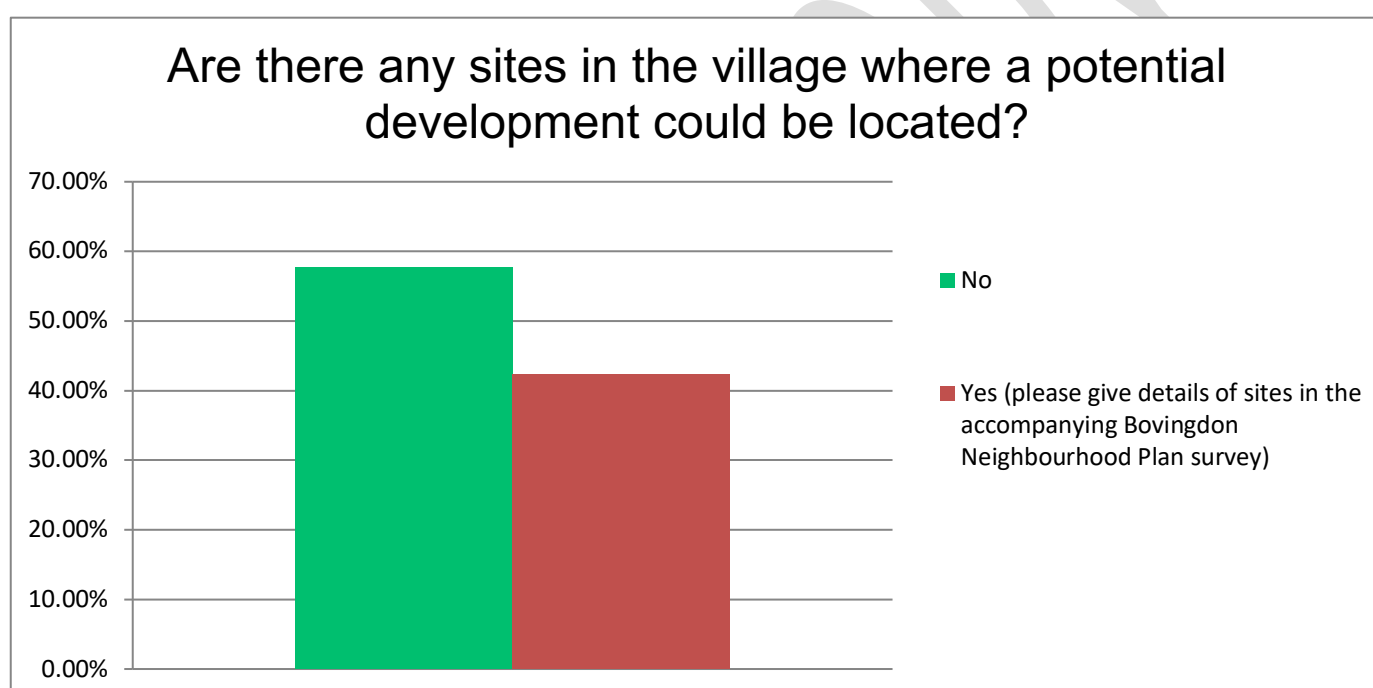 Are there any sites in the village where a potential
development could be located?
70.00%
60.00%
50.00%
40.00%
30.00%
20.00%
10.00%
0.00%
No
Yes (please give details of sites in the
accompanying Bovingdon
Neighbourhood Plan survey)